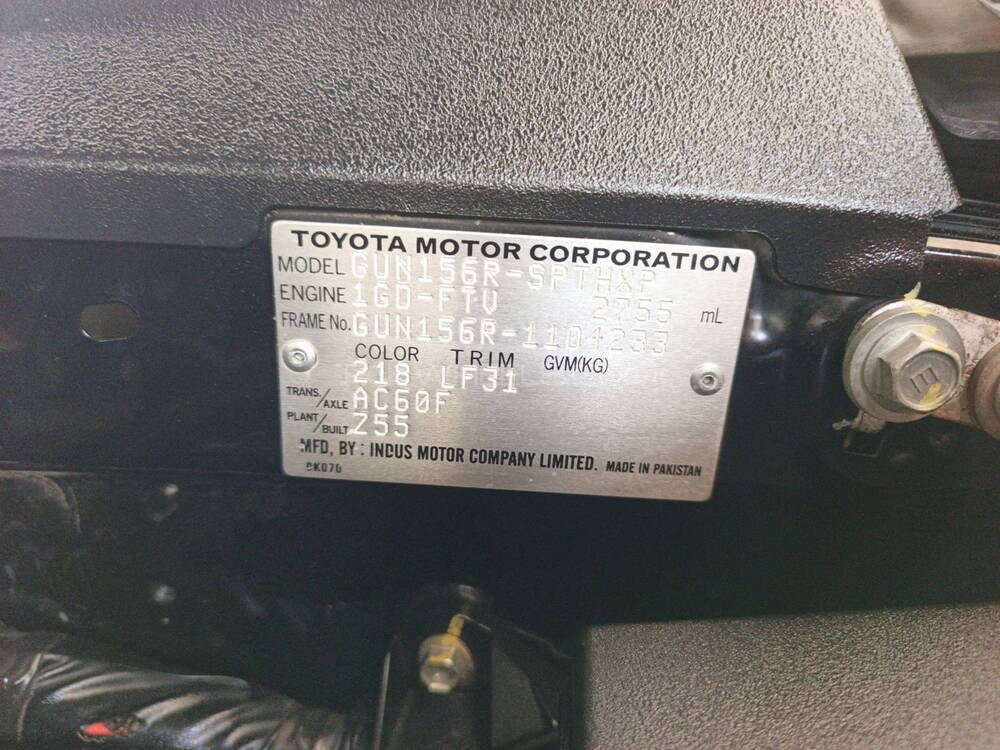 TOYOTA MOTOR CORPORATION
MODEL GUN156R-SPTHXP
ENGINE 1GD-FTV 2755 mL
FRAME No. GUN156R-1104233
COLOR TRIM GVM(KG)
218 LF31
TRANS./AXLE AC60F
PLANT/BUILT Z55
MFD, BY : INDUS MOTOR COMPANY LIMITED. MADE IN PAKISTAN
0K070